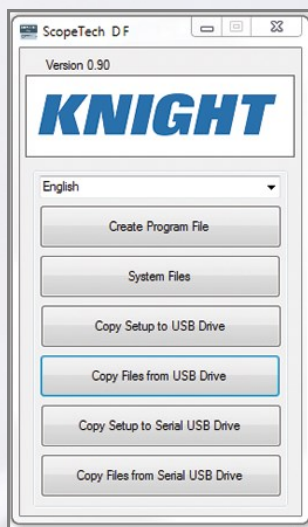 ScopeTech D F
Version 0.90
KNIGHT
English
Create Program File
System Files
Copy Setup to USB Drive
Copy Files from USB Drive
Copy Setup to Serial USB Drive
Copy Files from Serial USB Drive